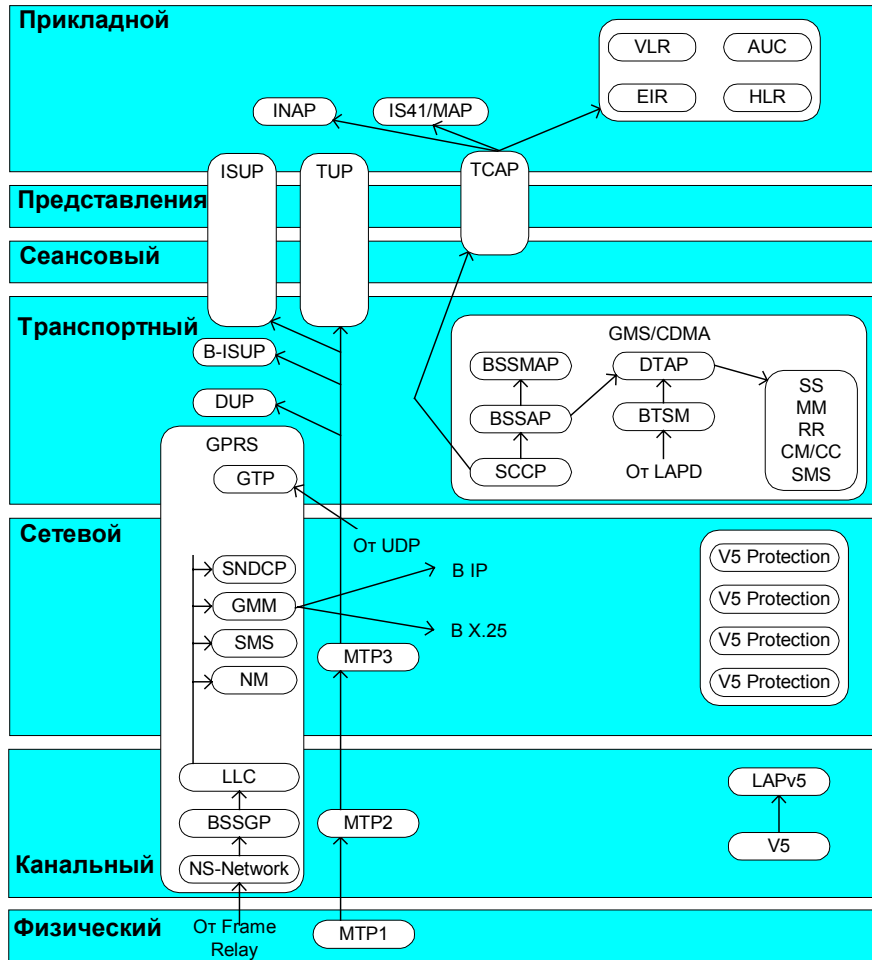 Прикладной
VLR
AUC
EIR
HLR
INAP
IS41/MAP
ISUP
TUP
TCAP
Представления
Сеансовый
Транспортный
B-ISUP
DUP
GMS/CDMA
BSSMAP
DTAP
BSSAP
BTSM
SCCP
От LAPD
SS
MM
RR
CM/CC
SMS
GPRS
GTP
Сетевой
От UDP
SNDCP
В IP
GMM
В X.25
SMS
MTP3
NM
V5 Protection
V5 Protection
V5 Protection
V5 Protection
LLC
LAPv5
BSSGP
MTP2
V5
Канальный
NS-Network
Физический
От Frame
Relay
MTP1